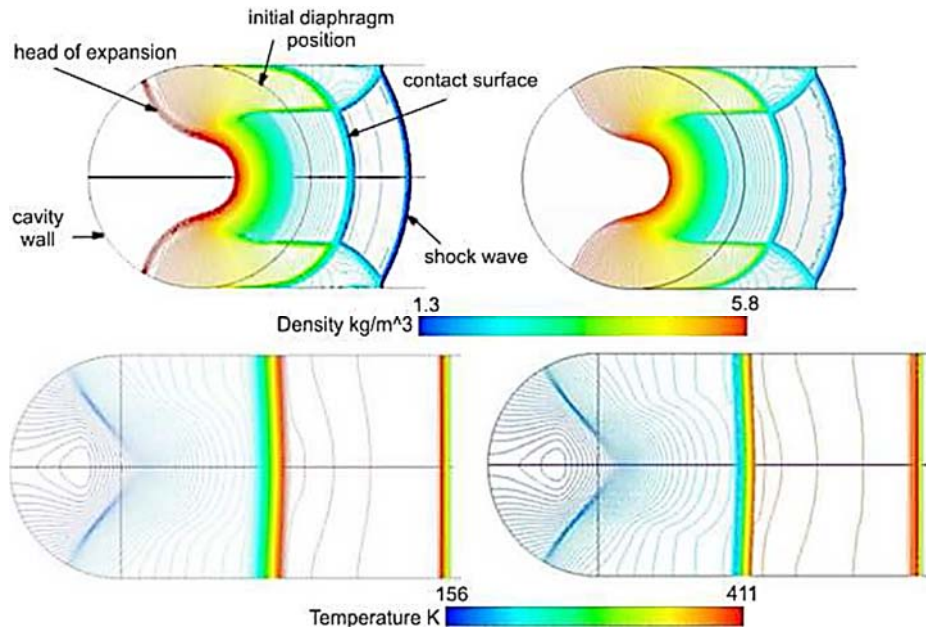 initial diaphragm
position
head of expansion
contact surface
cavity
wall
shock wave
1.3
5.8
Density kg/m^3
156
411
Temperature K